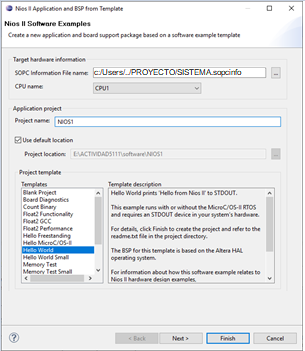 Nios II Application and BSP from Template
Nios II Software Examples
Create a new application and board support package based on a software example template
Target hardware information
SOPC Information File name:
c:/Users/../PROYECTO/SISTEMA.sopcinfo
...
CPU name:
CPU1
Application project
Project name:
NIOS1
Use default location
Project location:
E:\ACTIVIDAD5111\software\NIOS1
...
Project template
Templates
Blank Project
Board Diagnostics
Count Binary
Float2 Functionality
Float2 GCC
Float2 Performance
Hello Freestanding
Hello MicroC/OS-II
Hello World
Hello World Small
Memory Test
Memory Test Small
Template description
Hello World prints 'Hello from Nios II' to STDOUT.
This example runs with or without the MicroC/OS-II RTOS
and requires an STDOUT device in your system's hardware.
For details, click Finish to create the project and refer to the
readme.txt file in the project directory.
The BSP for this template is based on the Altera HAL
operating system.
For information about how this software example relates to
Nios II hardware design examples,
?
< Back
Next >
Finish
Cancel